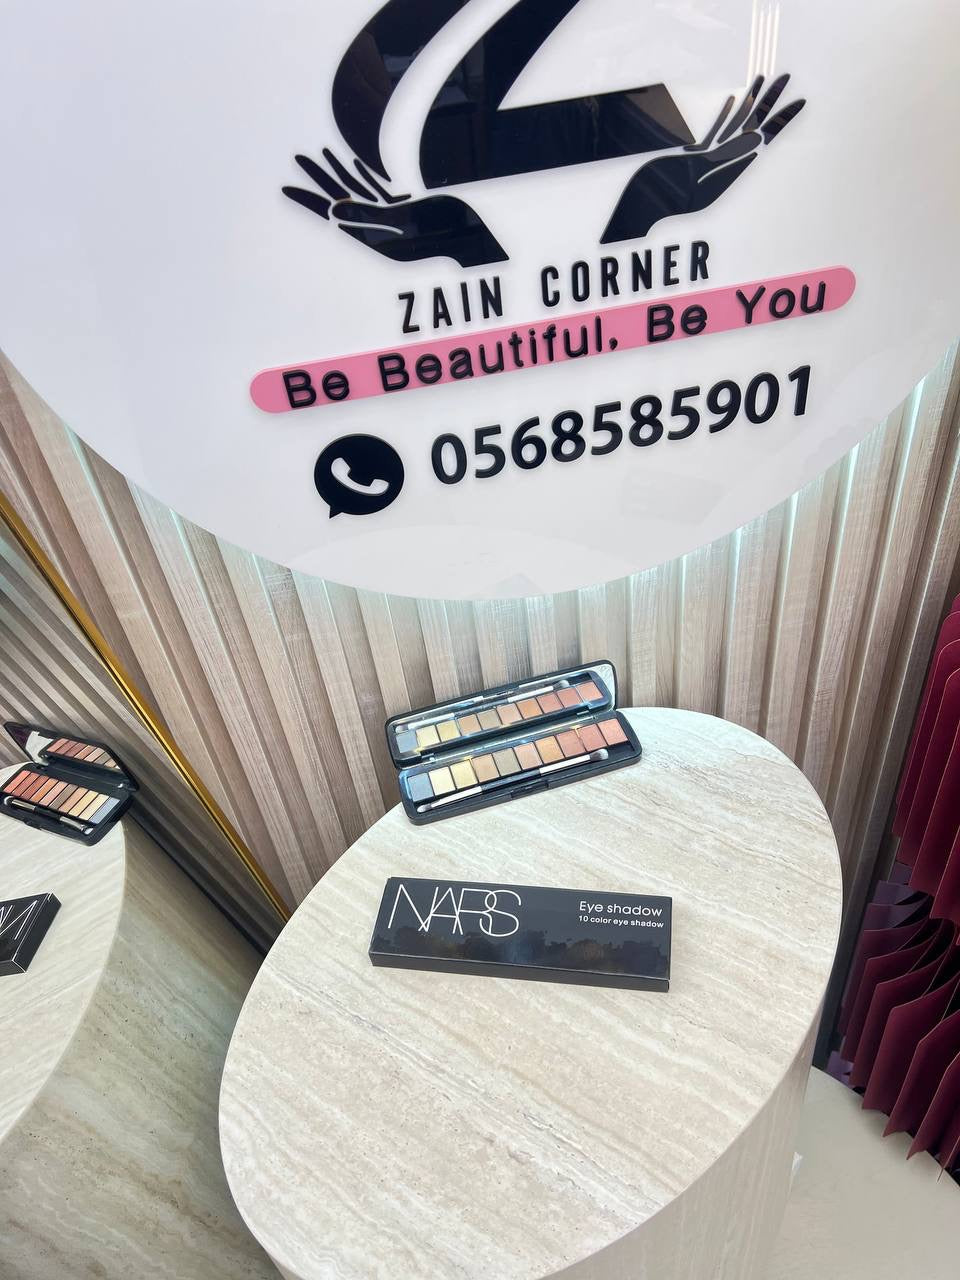 ZAIN CORNER
Be Beautiful, Be You
0568585901
NARS
Eye shadow
10 color eye shadow